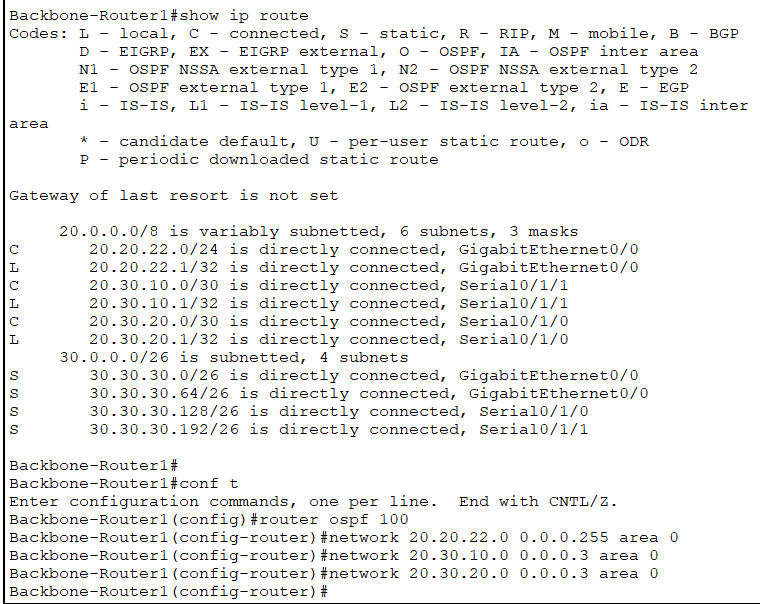 Backbone-Router1#show ip route
Codes: L - local, C - connected, S - static, R - RIP, M - mobile, B - BGP
       D - EIGRP, EX - EIGRP external, O - OSPF, IA - OSPF inter area
       N1 - OSPF NSSA external type 1, N2 - OSPF NSSA external type 2
       E1 - OSPF external type 1, E2 - OSPF external type 2, E - EGP
       i - IS-IS, L1 - IS-IS level-1, L2 - IS-IS level-2, ia - IS-IS inter
area
       * - candidate default, U - per-user static route, o - ODR
       P - periodic downloaded static route

Gateway of last resort is not set

     20.0.0.0/8 is variably subnetted, 6 subnets, 3 masks
C       20.20.22.0/24 is directly connected, GigabitEthernet0/0
L       20.20.22.1/32 is directly connected, GigabitEthernet0/0
C       20.30.10.0/30 is directly connected, Serial0/1/1
L       20.30.10.1/32 is directly connected, Serial0/1/1
C       20.30.20.0/30 is directly connected, Serial0/1/0
L       20.30.20.1/32 is directly connected, Serial0/1/0
     30.0.0.0/26 is subnetted, 4 subnets
S       30.30.30.0/26 is directly connected, GigabitEthernet0/0
S       30.30.30.64/26 is directly connected, GigabitEthernet0/0
S       30.30.30.128/26 is directly connected, Serial0/1/0
S       30.30.30.192/26 is directly connected, Serial0/1/1

Backbone-Router1#
Backbone-Router1#conf t
Enter configuration commands, one per line.  End with CNTL/Z.
Backbone-Router1(config)#router ospf 100
Backbone-Router1(config-router)#network 20.20.22.0 0.0.0.255 area 0
Backbone-Router1(config-router)#network 20.30.10.0 0.0.0.3 area 0
Backbone-Router1(config-router)#network 20.30.20.0 0.0.0.3 area 0
Backbone-Router1(config-router)#